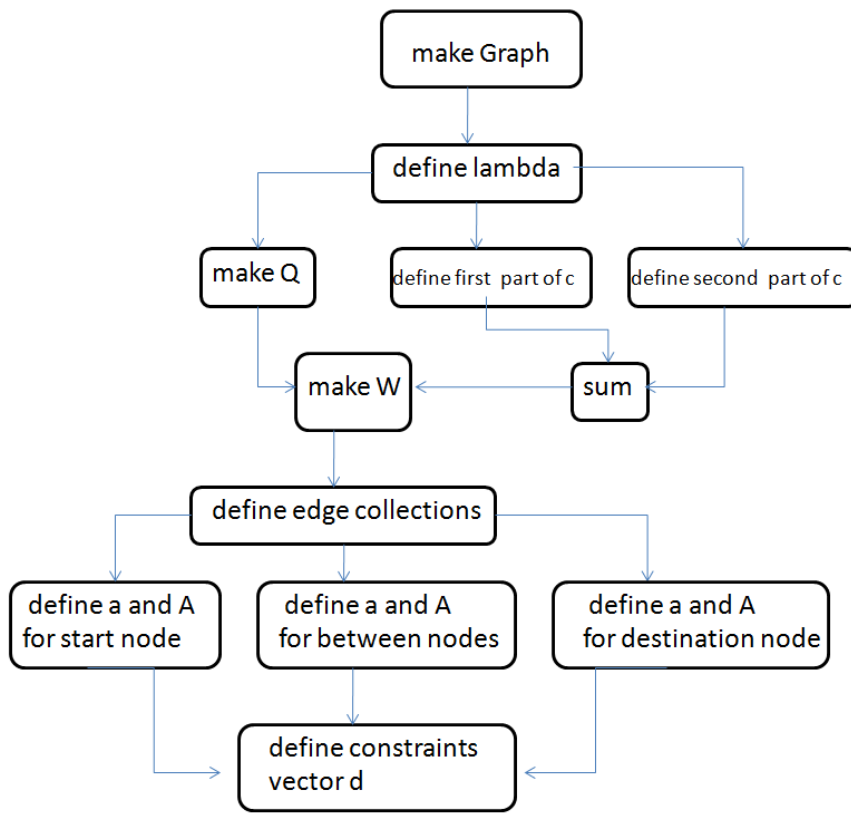 make Graph
define lambda
make Q
define first part of c
define second part of c
make W
sum
define edge collections
define a and A
for start node
define a and A
for between nodes
define a and A
for destination node
define constraints
vector d